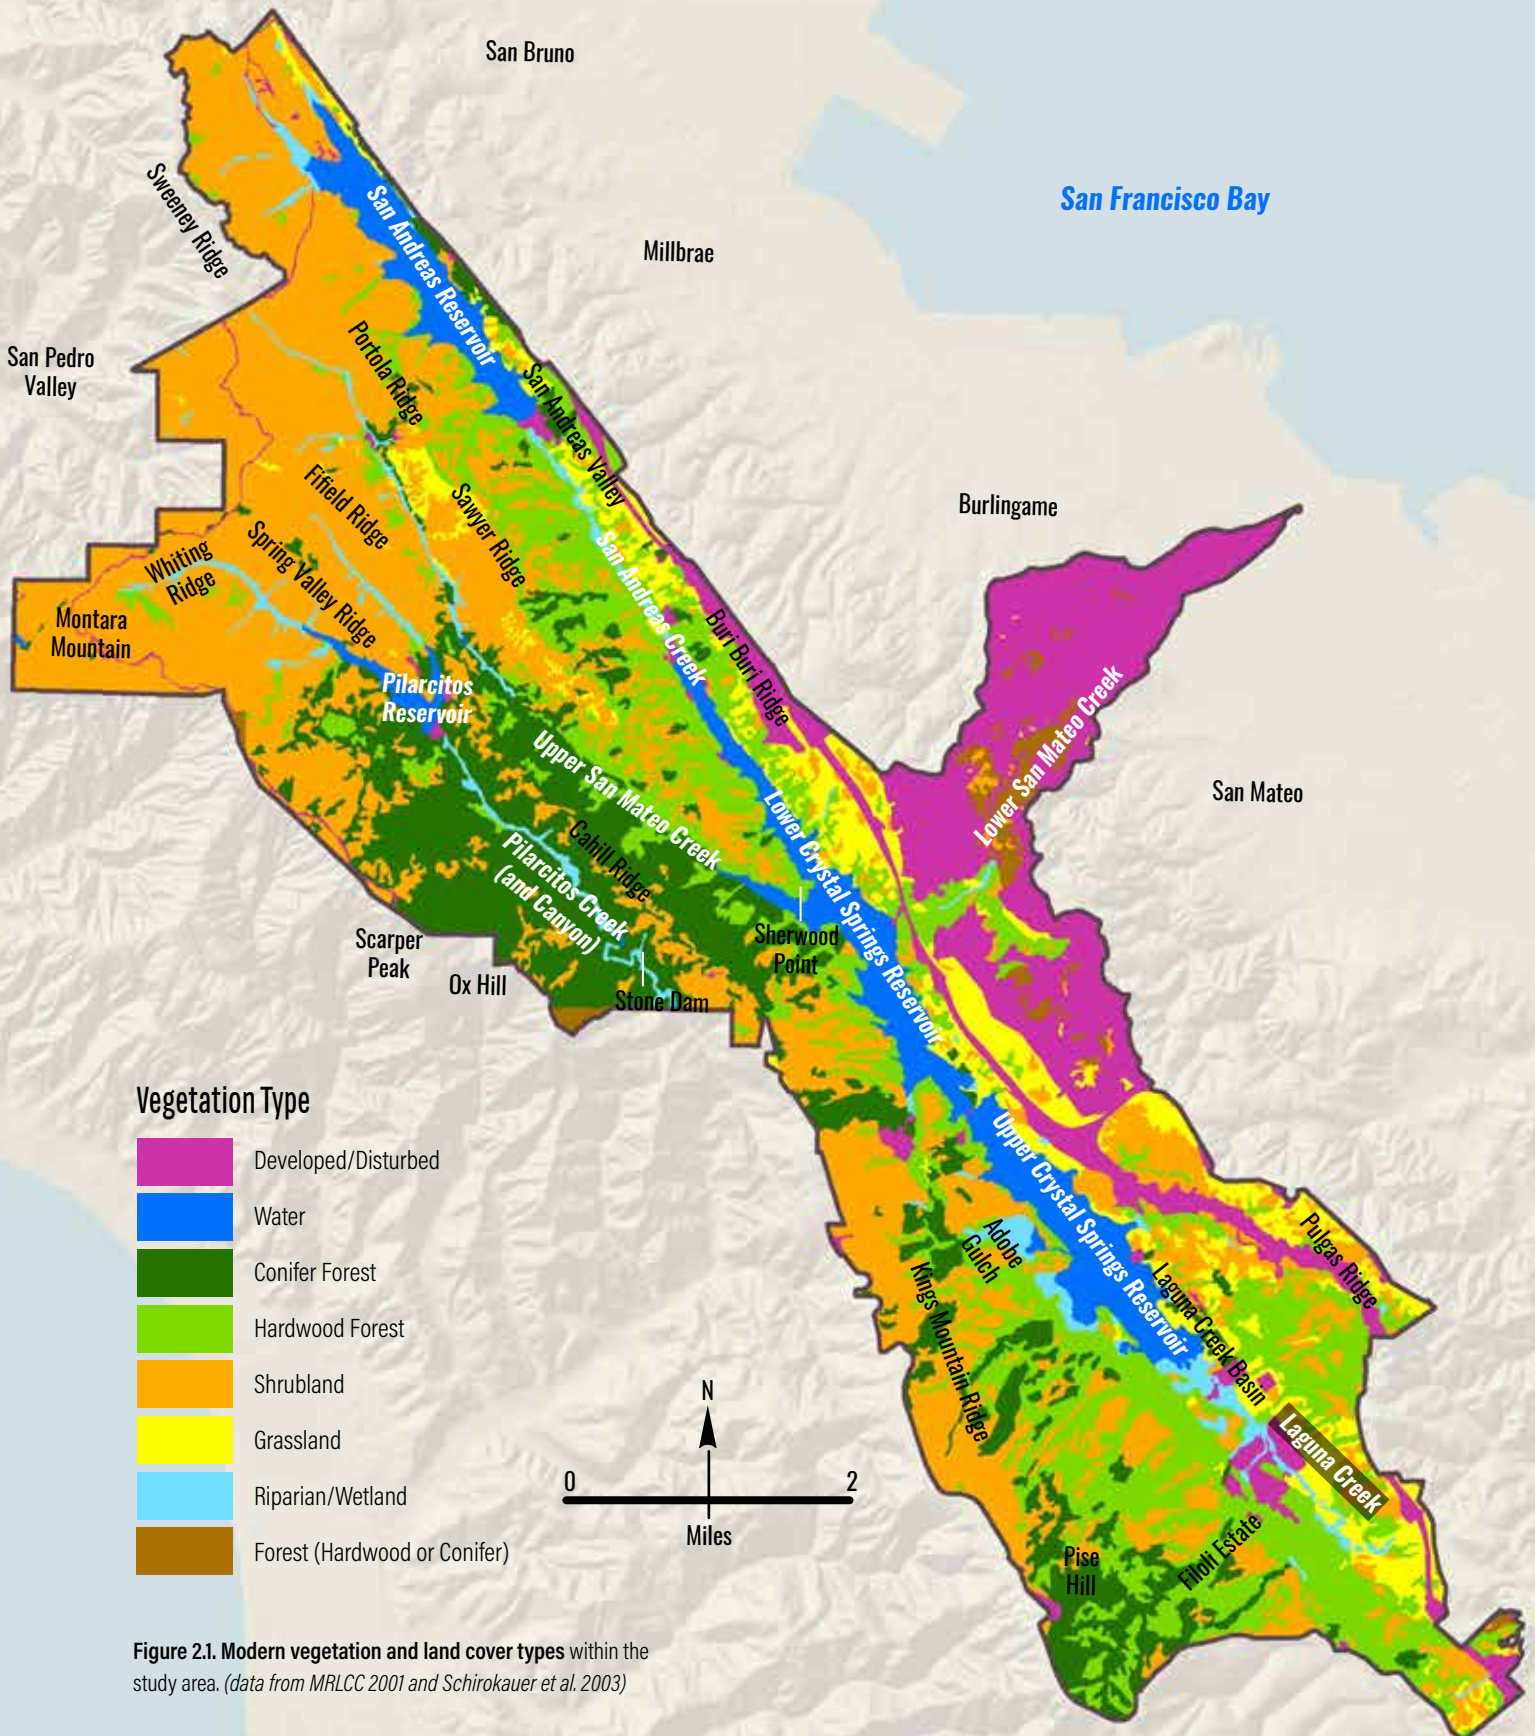 San Bruno
San Francisco Bay
Sweeney Ridge
San Andreas Reservoir
Millbrae
San Pedro
Valley
Portola Ridge
San Andreas Valley
Fifield Ridge
Sawyer Ridge
Burlingame
Whiting
Ridge
Spring Valley Ridge
San Andreas Creek
Montara
Mountain
Buri Buri Ridge
Pilarcitos
Reservoir
Lower San Mateo Creek
Upper San Mateo Creek
San Mateo
Lower Crystal Springs Reservoir
Cahill Ridge
Pilarcitos Creek
(and Canyon)
Scarper
Peak
Sherwood
Point
Ox Hill
Stone Dam
Upper Crystal Springs Reservoir
Adobe
Gulch
Pulgas Ridge
Kings Mountain Ridge
Laguna Creek Basin
Laguna Creek
Filoli Estate
Pise
Hill
Vegetation Type
Developed/Disturbed
Water
Conifer Forest
Hardwood Forest
Shrubland
Grassland
Riparian/Wetland
Forest (Hardwood or Conifer)
N
0 2
Miles
Figure 2.1. Modern vegetation and land cover types within the
study area. (data from MRLCC 2001 and Schirokauer et al. 2003)